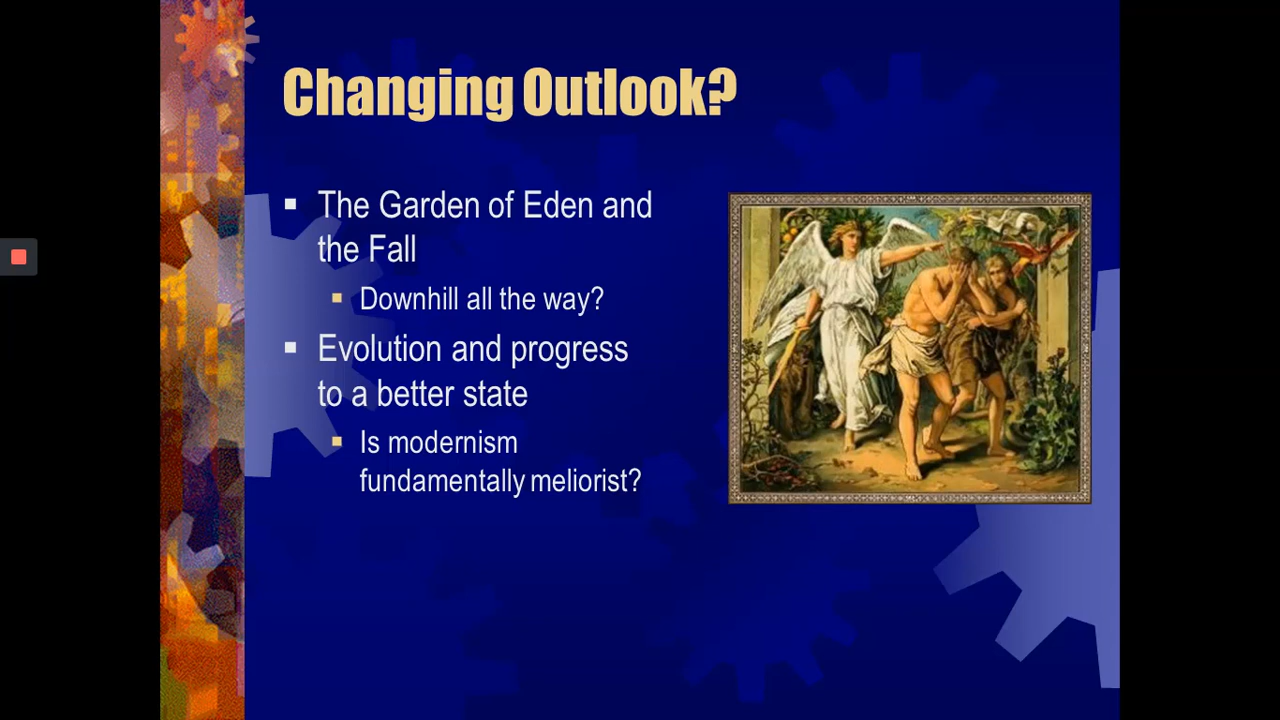 Changing Outlook?
The Garden of Eden and
the Fall
Downhill all the way?
Evolution and progress
to a better state
Is modernism
fundamentally meliorist?